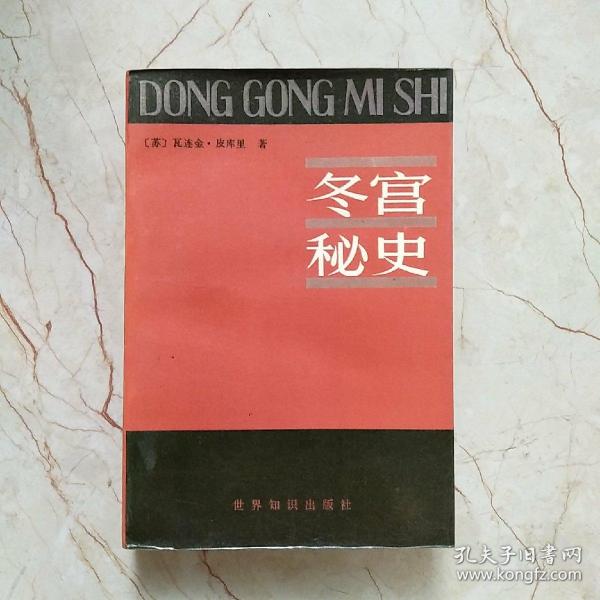 DONG GONG MI SHI
〔苏〕瓦连金·皮库里 著
冬宫
秘史
世界知识出版社
孔夫子旧书网
www.kongfz.com